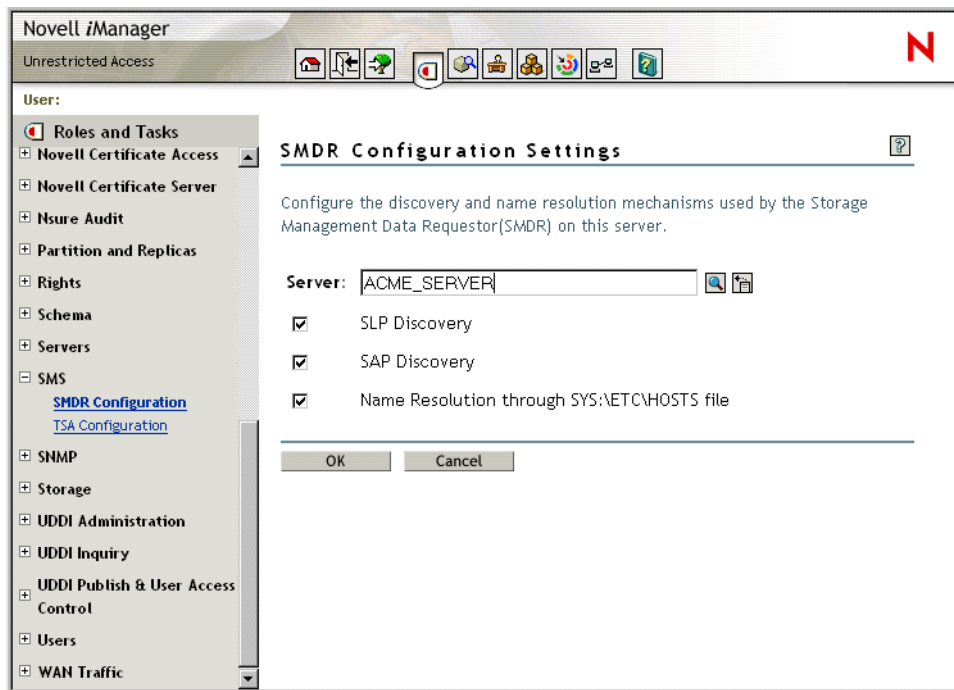 Novell iManager
Unrestricted Access
N
User:
Roles and Tasks
Novell Certificate Access
Novell Certificate Server
Nsure Audit
Partition and Replicas
Rights
Schema
Servers
SMS
SMDR Configuration
TSA Configuration
SNMP
Storage
UDDI Administration
UDDI Inquiry
UDDI Publish & User Access
Control
Users
WAN Traffic
SMDR Configuration Settings
?
Configure the discovery and name resolution mechanisms used by the Storage
Management Data Requestor(SMDR) on this server.
Server: ACME_SERVER
SLP Discovery
SAP Discovery
Name Resolution through SYS:\ETC\HOSTS file
OK Cancel